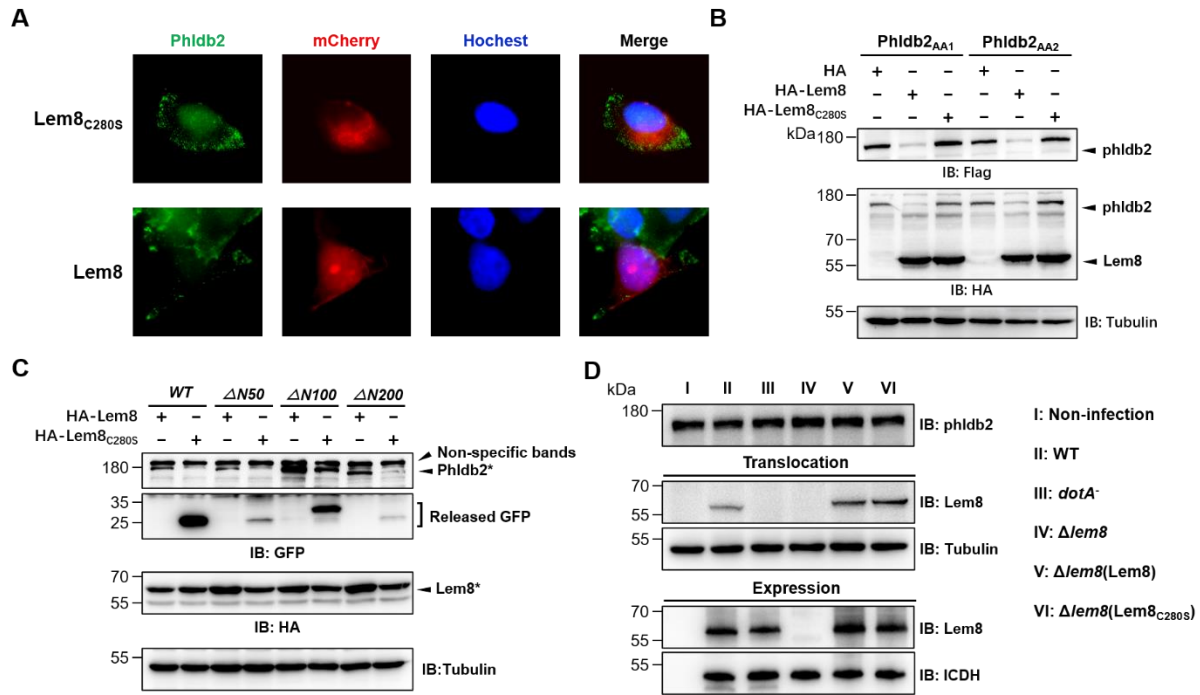 A
Phldb2 mCherry Hochest Merge
Lem8C280S
Lem8
B
Phldb2AA1 Phldb2AA2
HA + – – + – –
HA-Lem8 – + – – + –
HA-Lem8C280S – – + – – +
kDa
180
phldb2
IB: Flag
180
phldb2
70
55
Lem8
IB: HA
55
IB: Tubulin
C
WT △N50 △N100 △N200
HA-Lem8 + – + – + – + –
HA-Lem8C280S – + – + – + – +
Non-specific bands
180
Phldb2*
35
25
Released GFP
IB: GFP
70
Lem8*
55
IB: HA
55
IB:Tubulin
D
kDa I II III IV V VI
180
IB: phldb2
Translocation
70
55
IB: Lem8
55
IB: Tubulin
Expression
70
55
IB: Lem8
55
IB: ICDH
I: Non-infection
II: WT
III: dotA-
IV: Δlem8
V: Δlem8(Lem8)
VI: Δlem8(Lem8C280S)